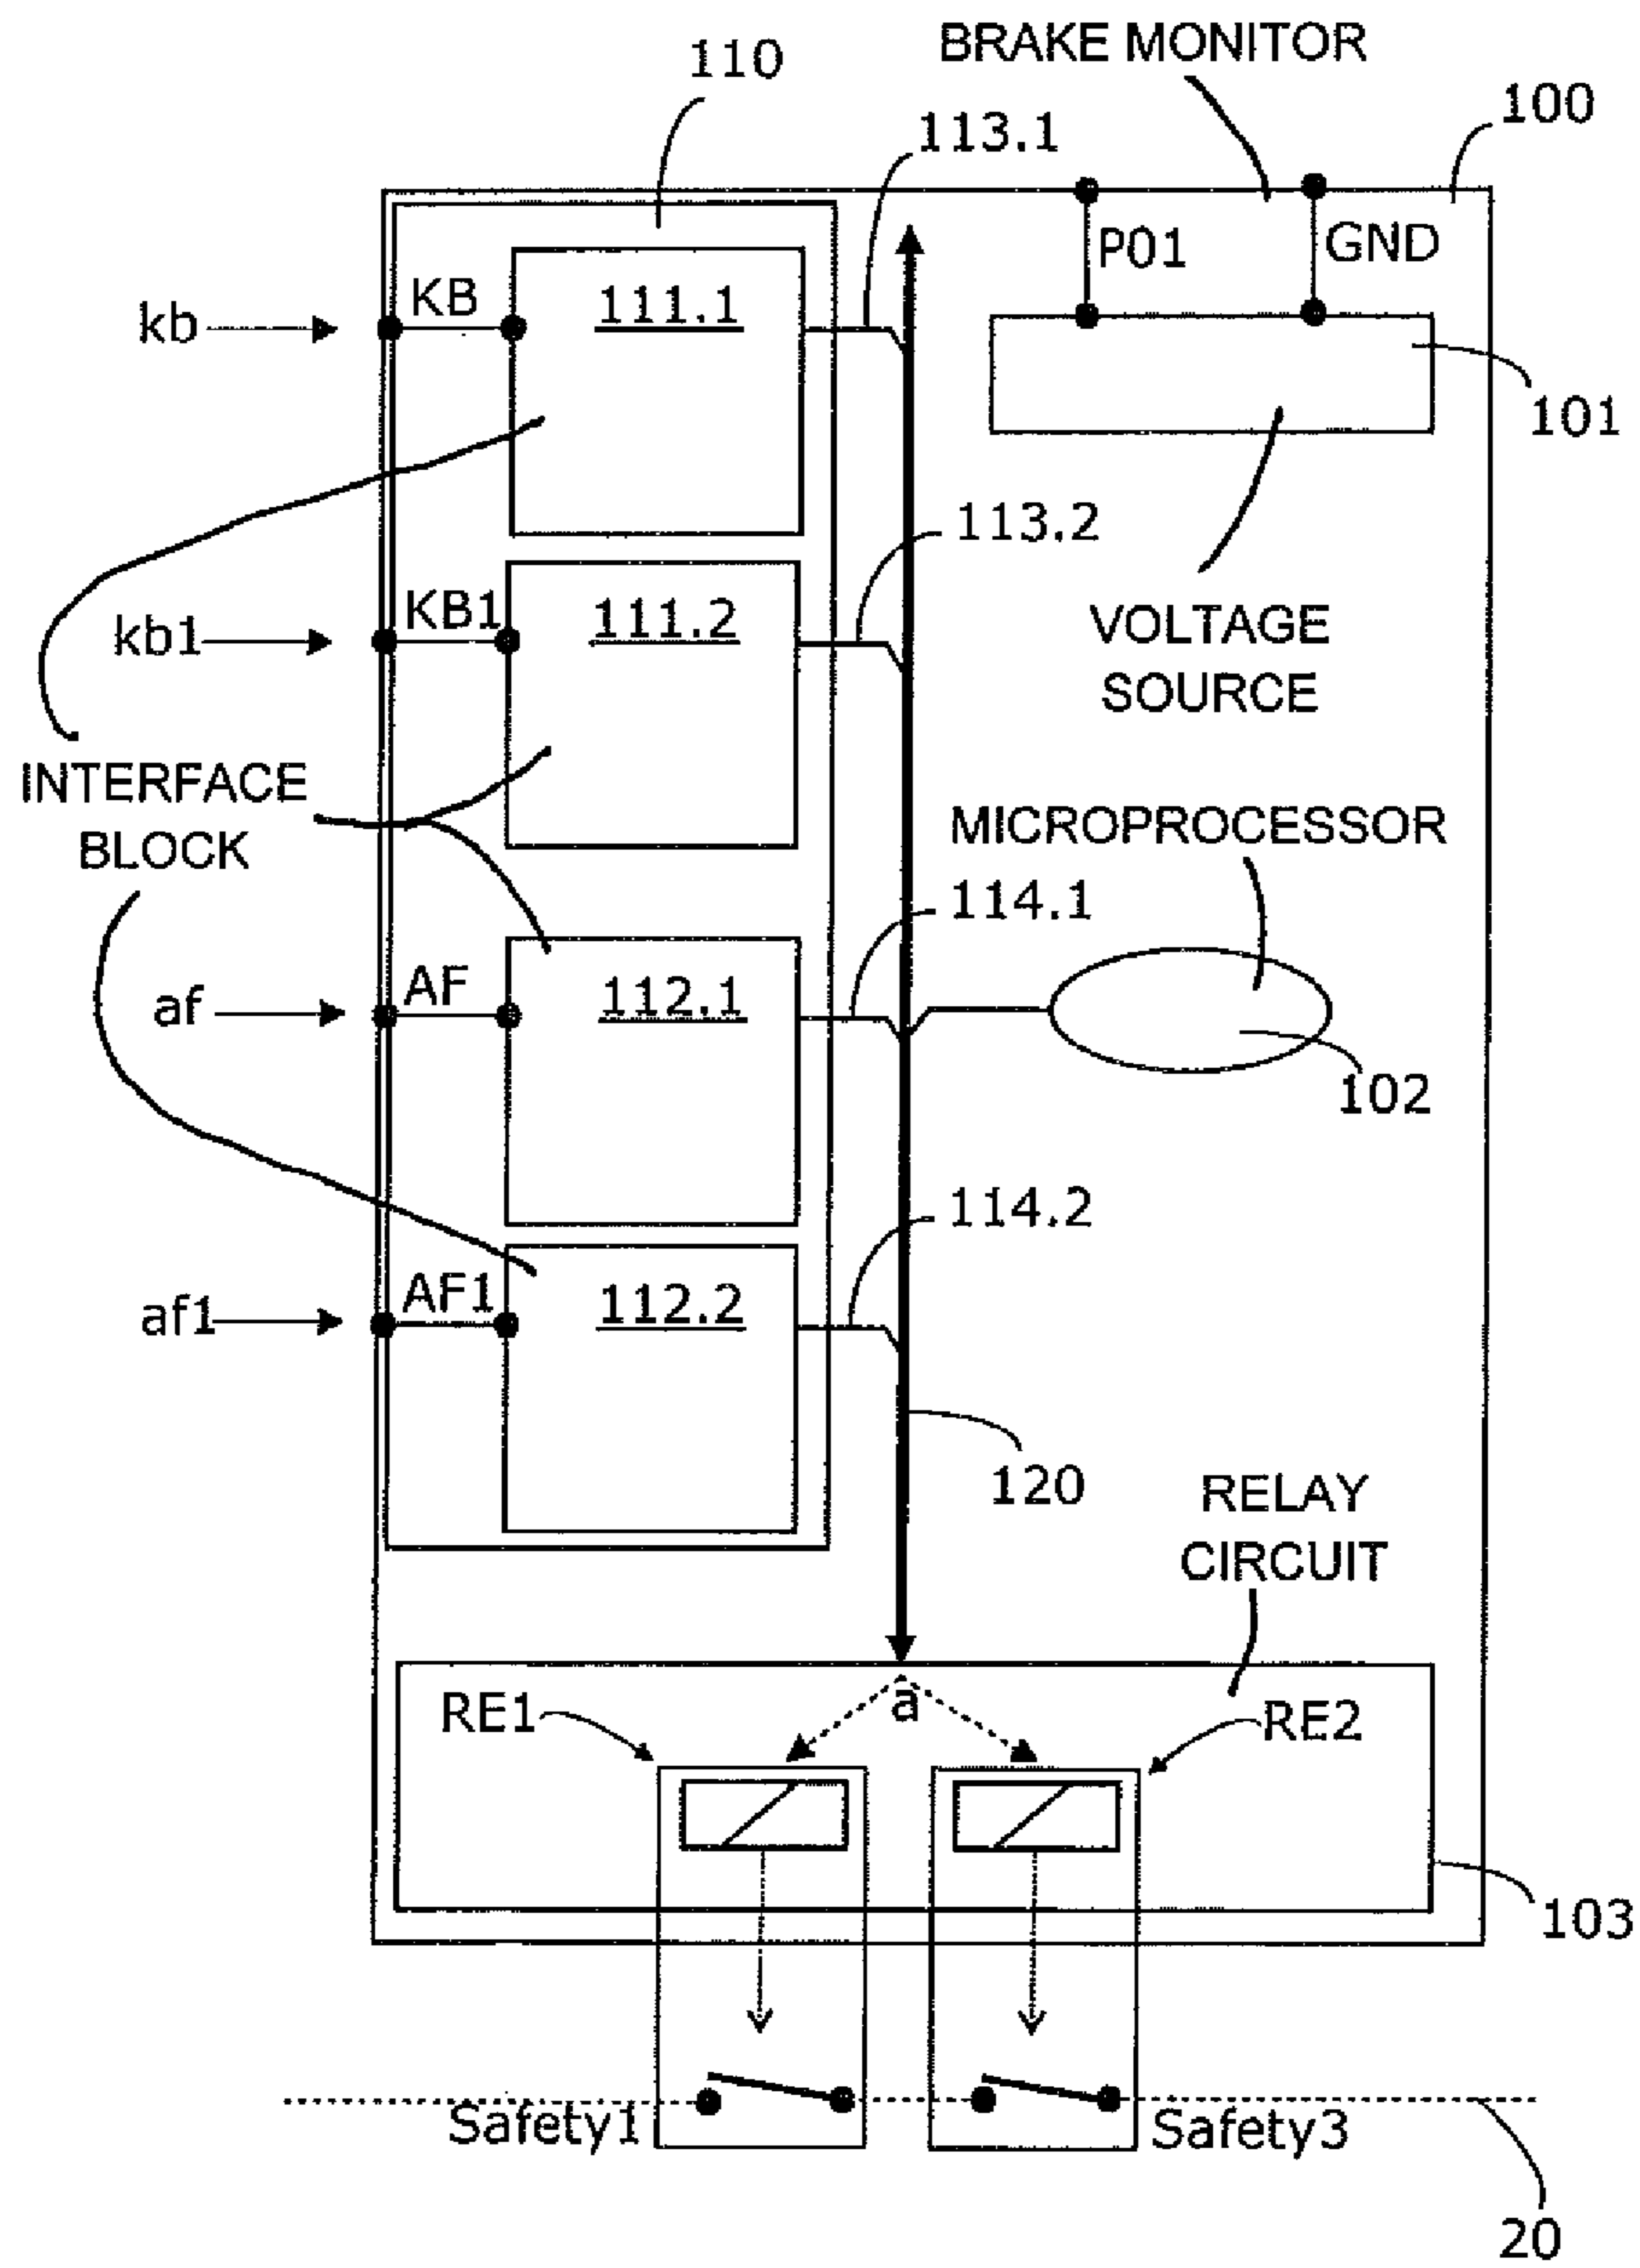 BRAKE MONITOR
110
100
113.1
P01
GND
KB
111.1
kb
101
113.2
KB1
111.2
kb1
VOLTAGE
SOURCE
INTERFACE
BLOCK
MICROPROCESSOR
114.1
AF
112.1
af
102
114.2
AF1
112.2
af1
120
RELAY
CIRCUIT
RE1
a
RE2
103
Safety1
Safety3
20